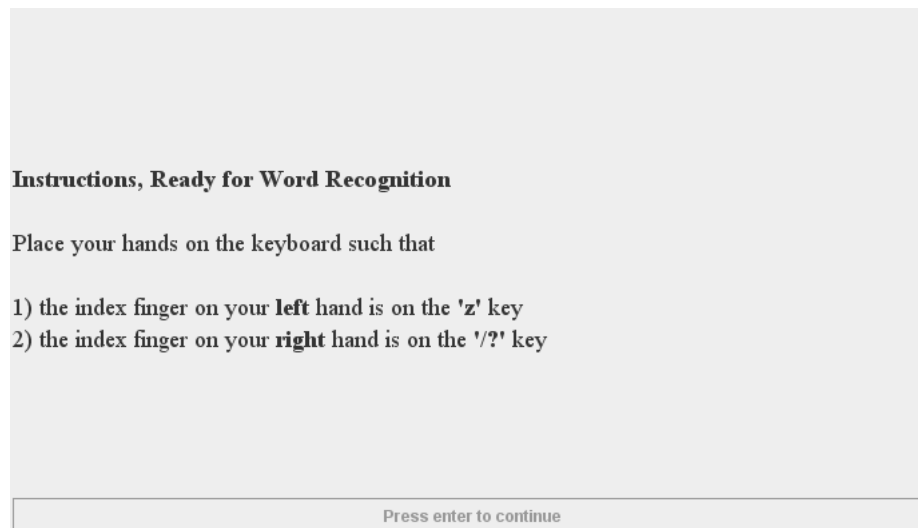 Instructions, Ready for Word Recognition
Place your hands on the keyboard such that
1) the index finger on your left hand is on the 'z' key
2) the index finger on your right hand is on the '/?' key
Press enter to continue